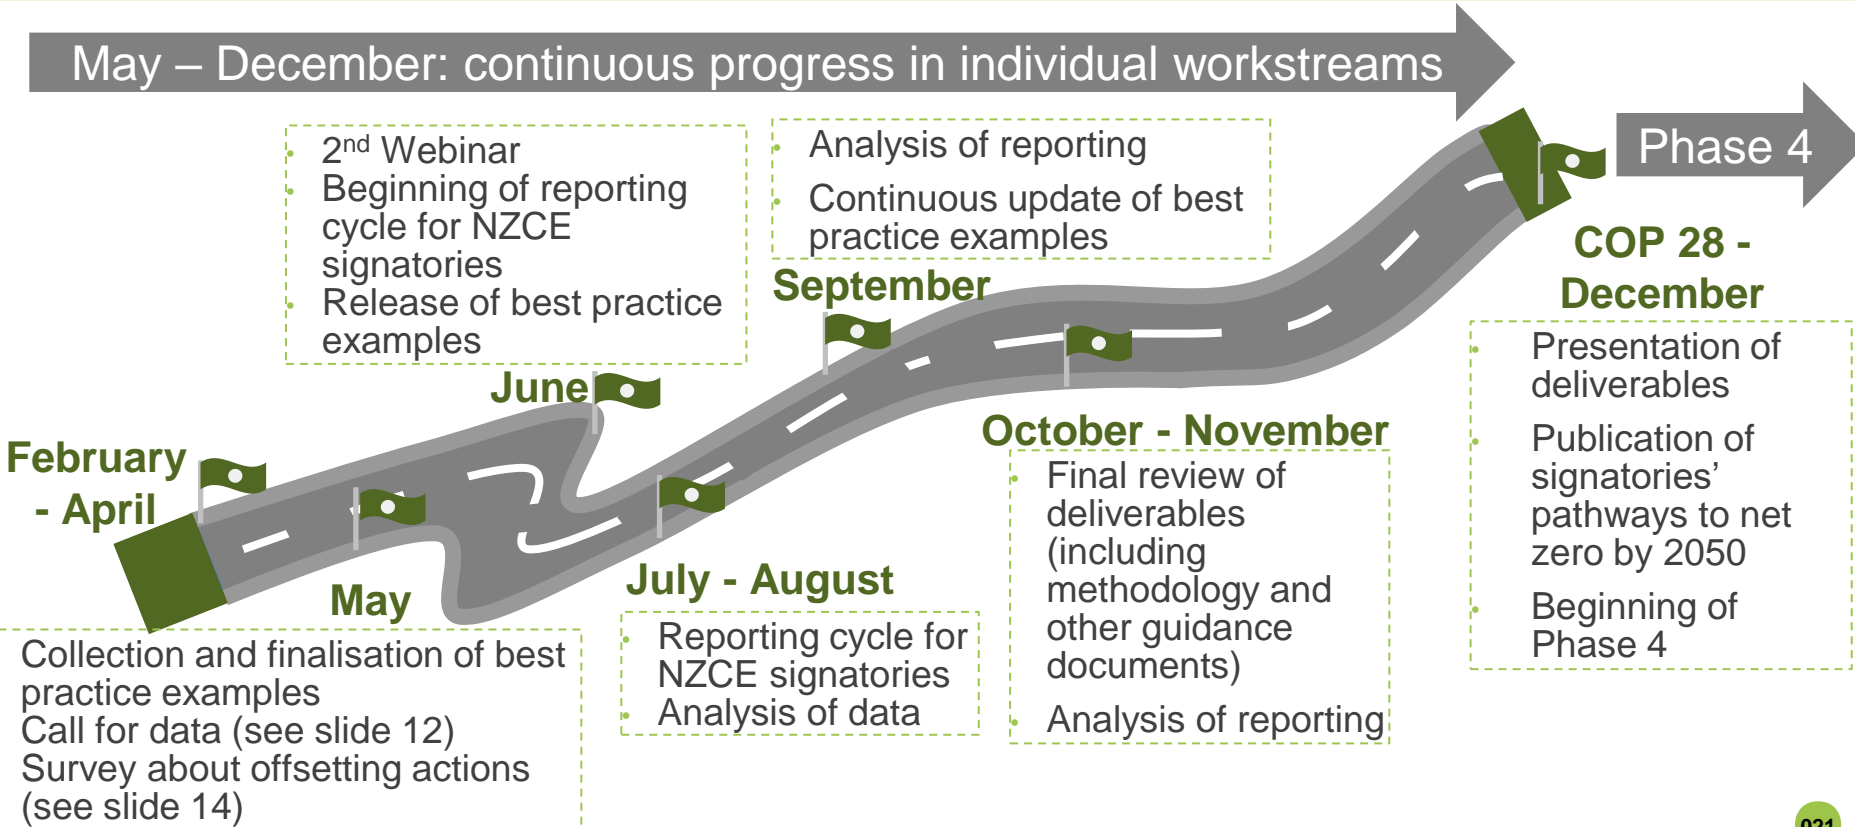 May – December: continuous progress in individual workstreams
Phase 4
• 2nd Webinar
• Beginning of reporting
cycle for NZCE
signatories
• Release of best practice
examples
• Analysis of reporting
• Continuous update of best
practice examples
September
June
COP 28 -
December
• Presentation of
deliverables
• Publication of
signatories’
pathways to net
zero by 2050
• Beginning of
Phase 4
February
- April
May
Collection and finalisation of best
practice examples
Call for data (see slide 12)
Survey about offsetting actions
(see slide 14)
July - August
• Reporting cycle for
NZCE signatories
• Analysis of data
October - November
• Final review of
deliverables
(including
methodology and
other guidance
documents)
• Analysis of reporting
021